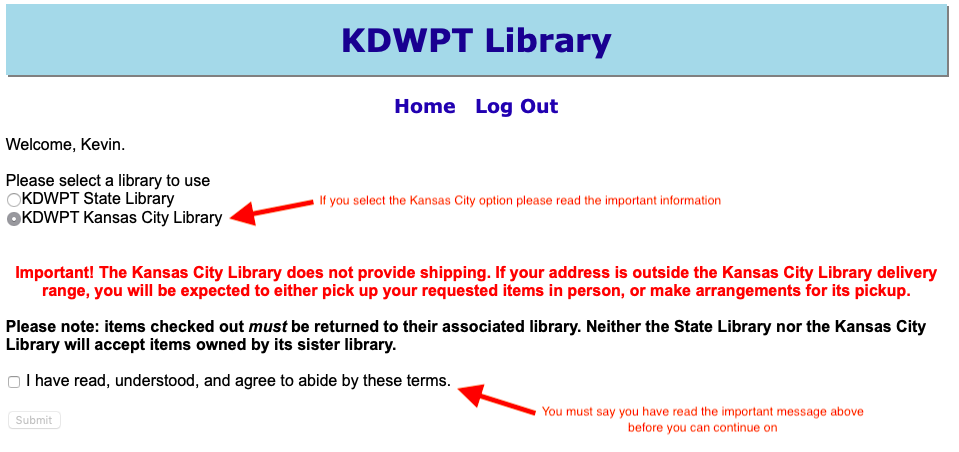 KDWPT Library
Home Log Out
Welcome, Kevin.
Please select a library to use
KDWPT State Library
If you select the Kansas City option please read the important information
KDWPT Kansas City Library
Important! The Kansas City Library does not provide shipping. If your address is outside the Kansas City Library delivery
range, you will be expected to either pick up your requested items in person, or make arrangements for its pickup.
Please note: items checked out must be returned to their associated library. Neither the State Library nor the Kansas City
Library will accept items owned by its sister library.
I have read, understood, and agree to abide by these terms.
You must say you have read the important message above
before you can continue on
Submit